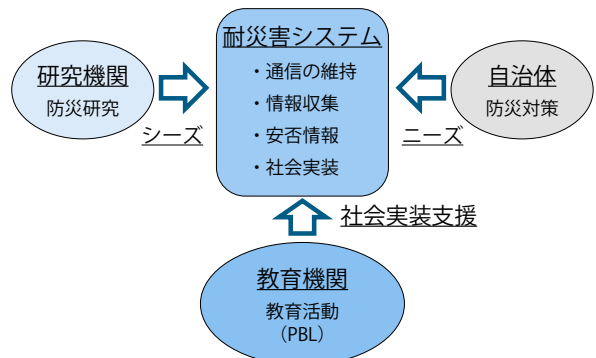 耐災害システム
・通信の維持
・情報収集
・安否情報
・社会実装
研究機関
防災研究
シーズ
自治体
防災対策
ニーズ
社会実装支援
教育機関
教育活動
（PBL）